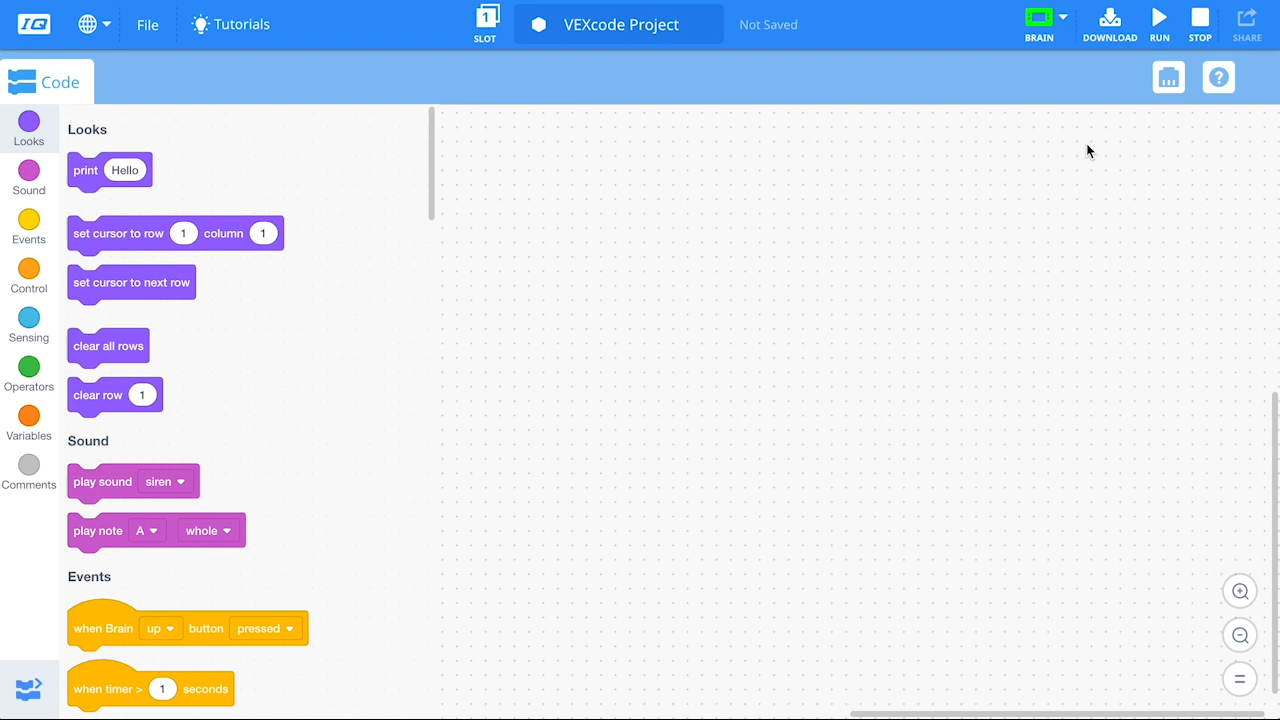 IQ
File
Tutorials
1
SLOT
VEXcode Project
Not Saved
BRAIN
DOWNLOAD
RUN
STOP
SHARE
Code
?
Looks
Sound
Events
Control
Sensing
Operators
Variables
Comments
Looks
print Hello
set cursor to row 1 column 1
set cursor to next row
clear all rows
clear row 1
Sound
play sound siren
play note A whole
Events
when Brain up button pressed
when timer > 1 seconds